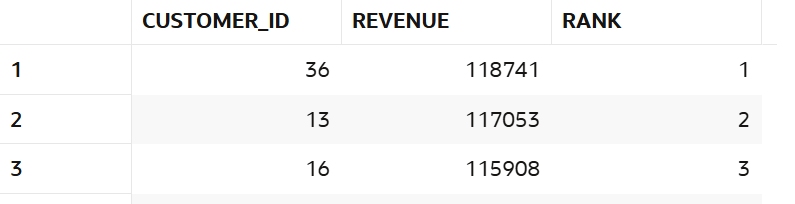 CUSTOMER_ID REVENUE RANK
1 36 118741 1
2 13 117053 2
3 16 115908 3